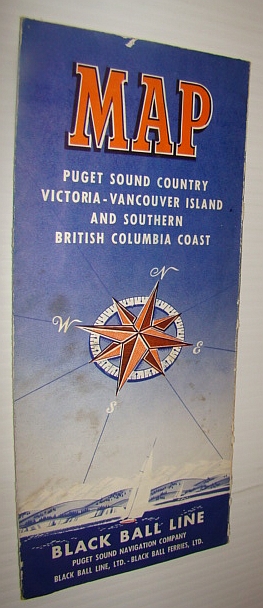 MAP
PUGET SOUND COUNTRY
VICTORIA-VANCOUVER ISLAND
AND SOUTHERN
BRITISH COLUMBIA COAST
N
W
E
S
BLACK BALL LINE
PUGET SOUND NAVIGATION COMPANY
BLACK BALL LINE, LTD. - BLACK BALL FERRIES, LTD.